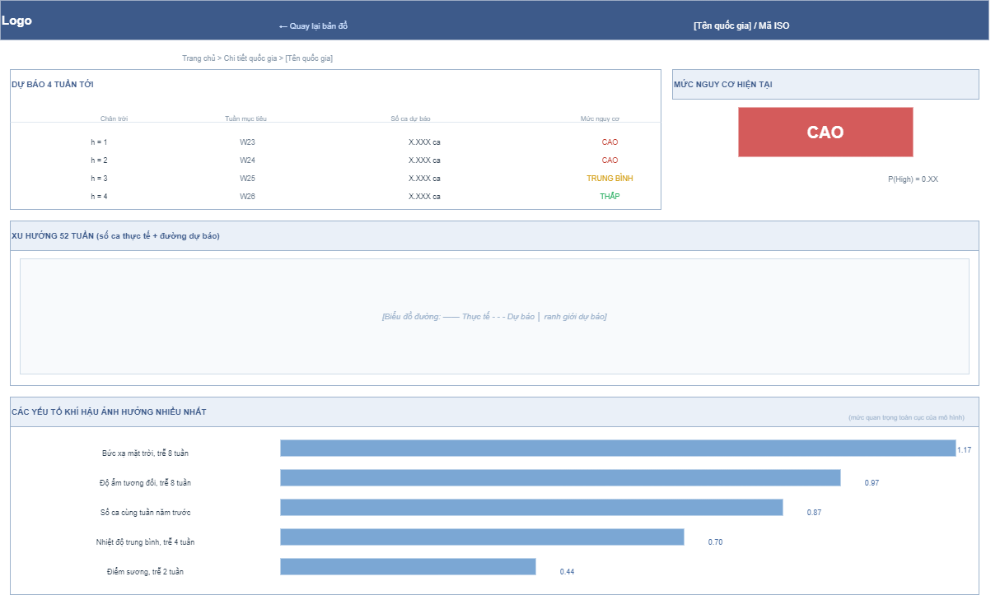 Logo
← Quay lại bản đồ
[Tên quốc gia] / Mã ISO
Trang chủ > Chi tiết quốc gia > [Tên quốc gia]
DỰ BÁO 4 TUẦN TỚI
Chân trời Tuần mục tiêu Số ca dự báo Mức nguy cơ
h = 1 W23 X.XXX ca CAO
h = 2 W24 X.XXX ca CAO
h = 3 W25 X.XXX ca TRUNG BÌNH
h = 4 W26 X.XXX ca THẤP
MỨC NGUY CƠ HIỆN TẠI
CAO
P(High) = 0.XX
XU HƯỚNG 52 TUẦN (số ca thực tế + đường dự báo)
[Biểu đồ đường: —— Thực tế - - - Dự báo │ ranh giới dự báo]
CÁC YẾU TỐ KHÍ HẬU ẢNH HƯỞNG NHIỀU NHẤT
(mức quan trọng toàn cục của mô hình)
Bức xạ mặt trời, trễ 8 tuần 1.17
Độ ẩm tương đối, trễ 8 tuần 0.97
Số ca cùng tuần năm trước 0.87
Nhiệt độ trung bình, trễ 4 tuần 0.70
Điểm sương, trễ 2 tuần 0.44